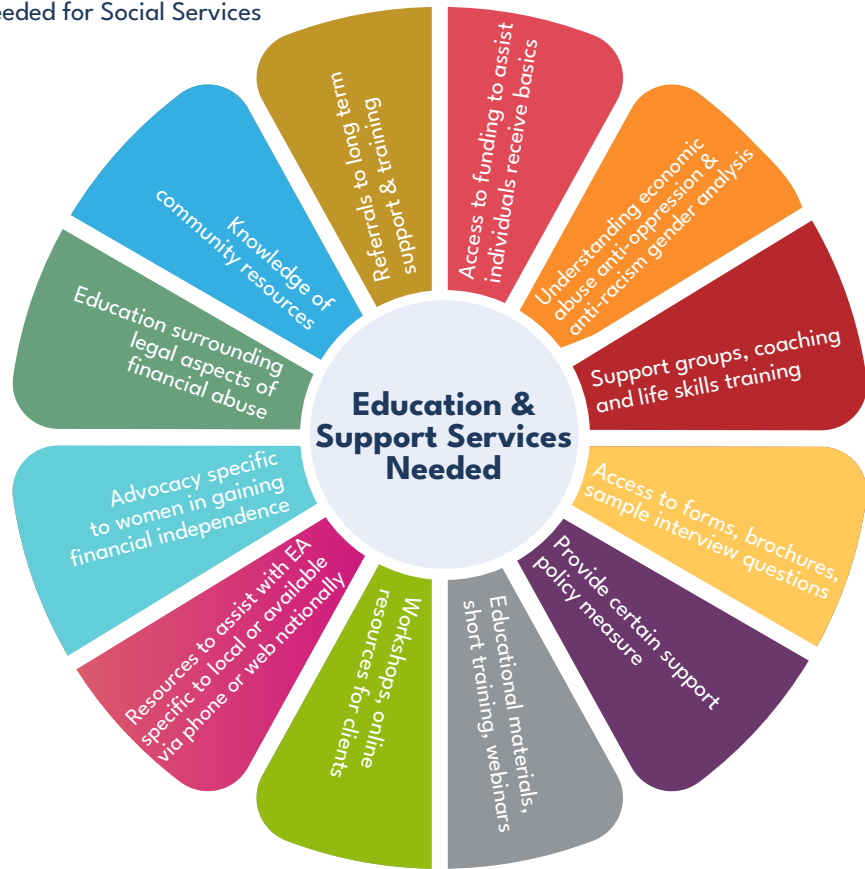 eeded for Social Services
Access to funding to assist
individuals receive basics
Understanding economic
abuse anti-oppression &
anti-racism gender analysis
Support groups, coaching
and life skills training
Access to forms, brochures,
sample interview questions
Provide certain support
policy measure
Educational materials,
short training, webinars
Workshops, online
resources for clients
Resources to assist with EA
specific to local or available
via phone or web nationally
Advocacy specific
to women in gaining
financial independence
Education surrounding
legal aspects of
financial abuse
Knowledge of
community resources
Referrals to long term
support & training
Education &
Support Services
Needed